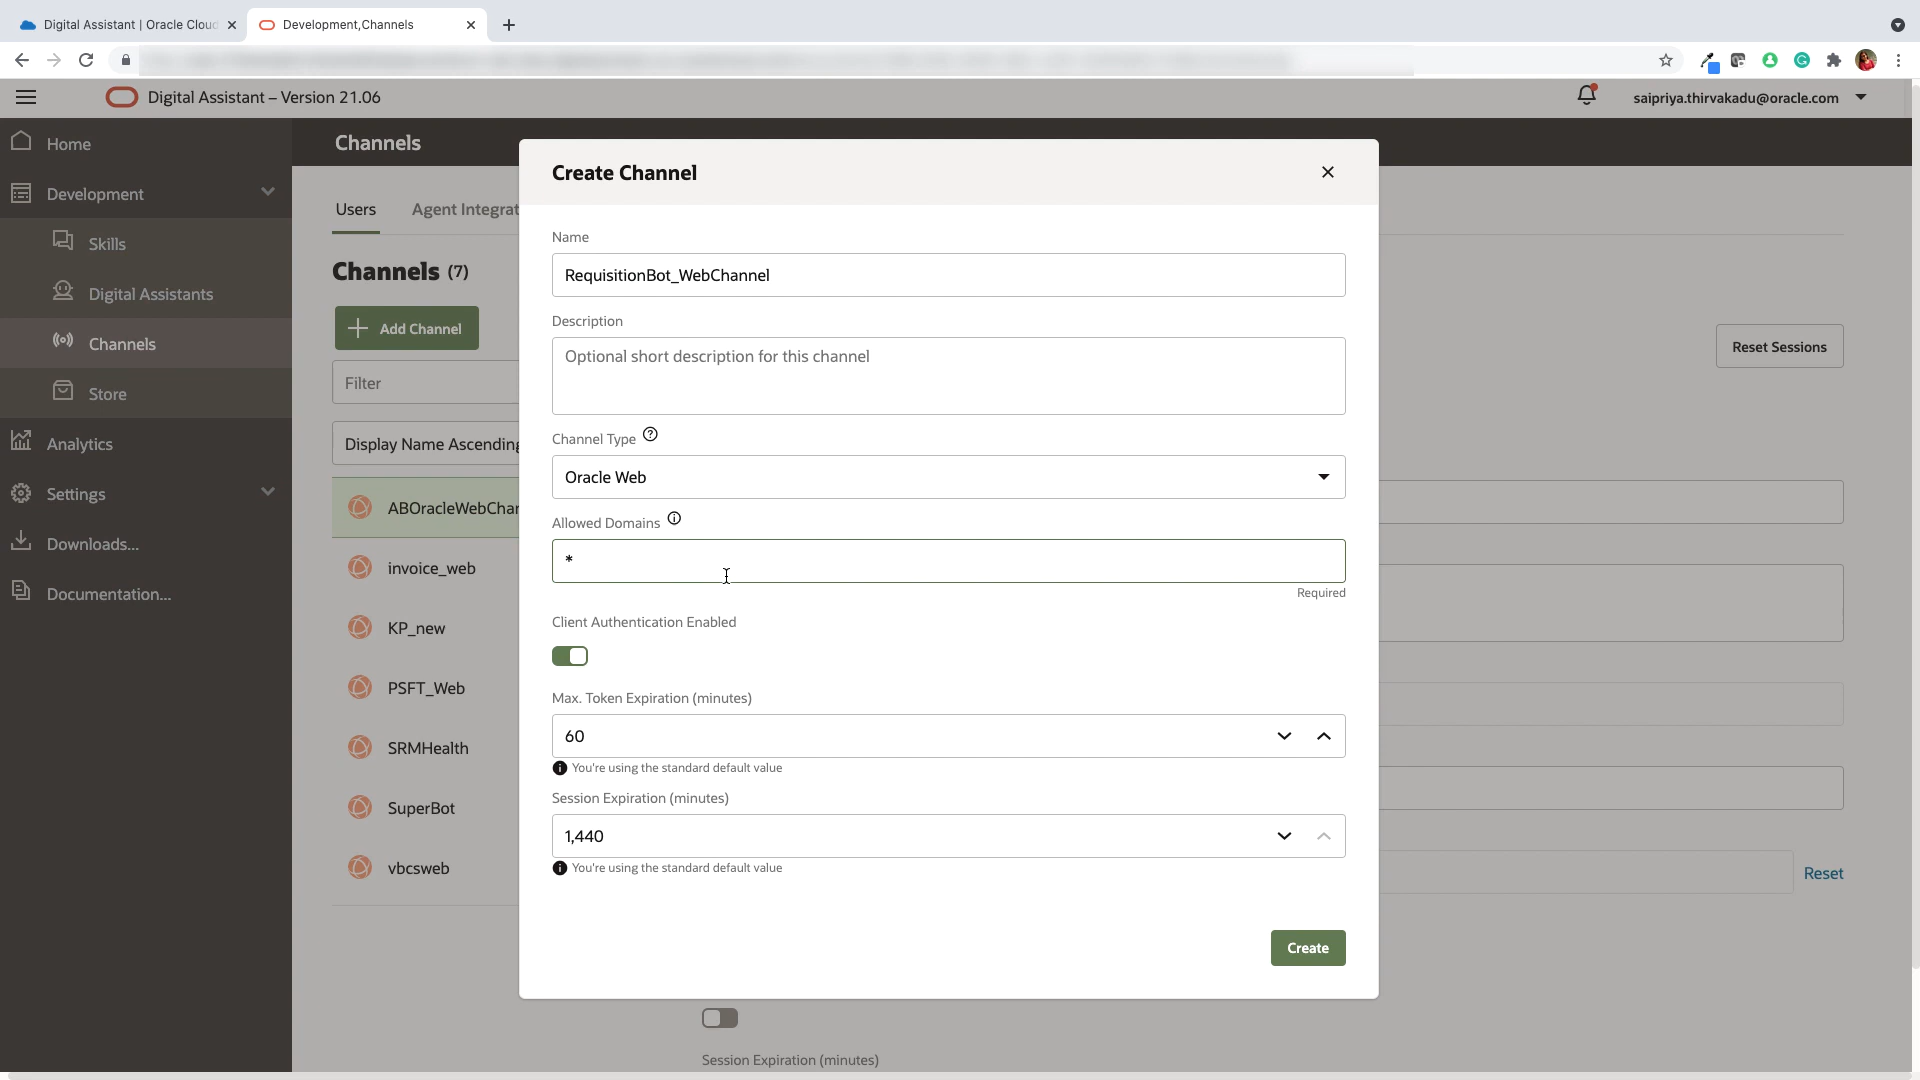 Digital Assistant | Oracle Clou
Development,Channels
Digital Assistant – Version 21.06
saipriya.thirvakadu@oracle.com
Home
Development
Skills
Digital Assistants
Channels
Store
Analytics
Settings
Downloads...
Documentation...
Channels
Users
Agent Integrat
Channels (7)
Add Channel
Filter
Display Name Ascending
ABOracleWebChan
invoice_web
KP_new
PSFT_Web
SRMHealth
SuperBot
vbcsweb
Create Channel
Name
RequisitionBot_WebChannel
Description
Optional short description for this channel
Channel Type
Oracle Web
Allowed Domains
*
Required
Client Authentication Enabled
Max. Token Expiration (minutes)
60
You're using the standard default value
Session Expiration (minutes)
1,440
You're using the standard default value
Create
Reset Sessions
Reset
Session Expiration (minutes)